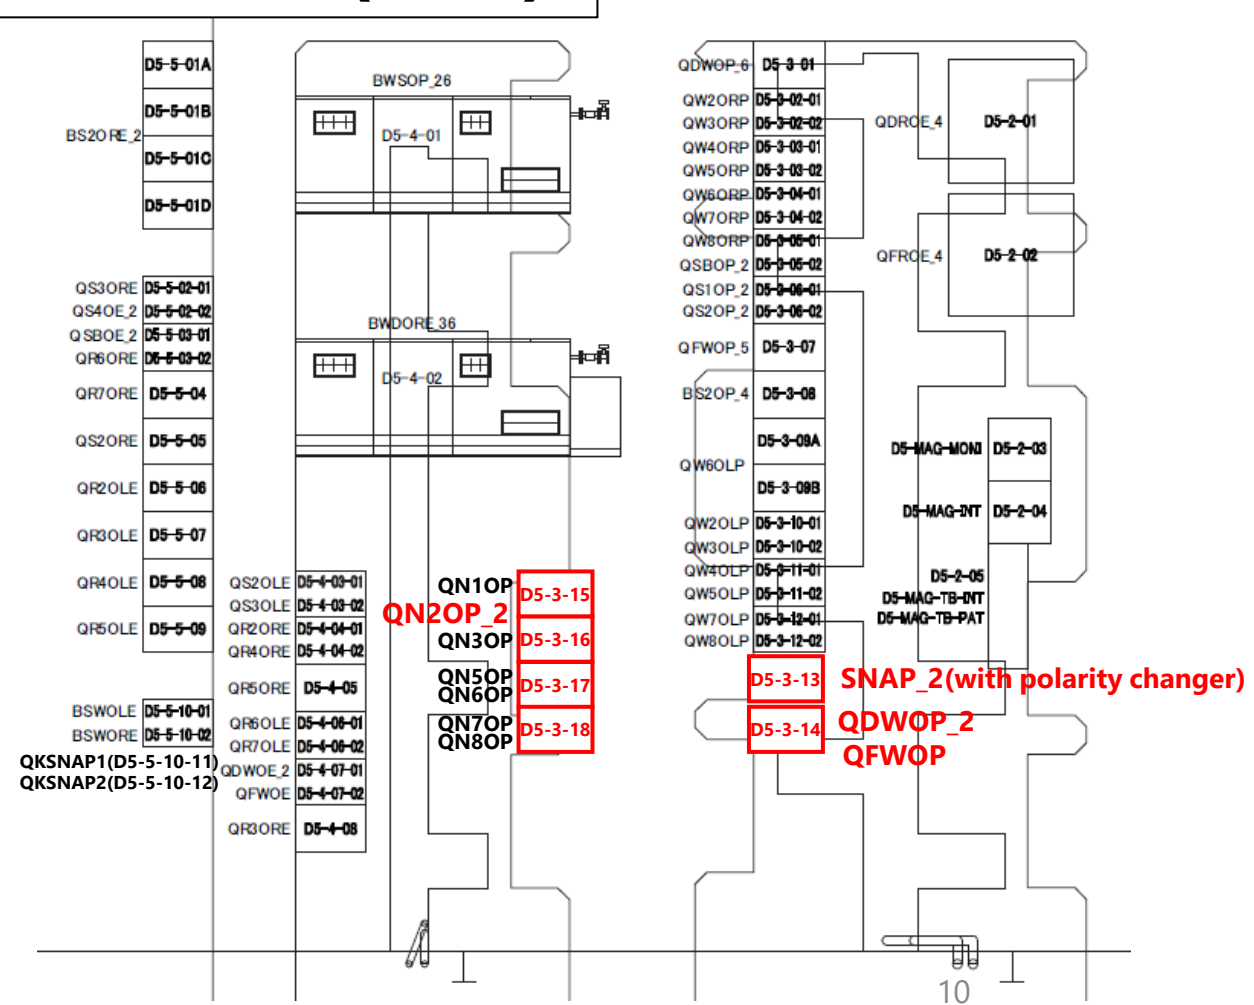 D5-5-01A
D5-5-01B
BS2ORE_2
D5-5-01C
D5-5-01D
QS3ORE D5-5-02-01
QS4OE_2 D5-5-02-02
QSBOE_2 D5-5-03-01
QR6ORE D5-5-03-02
QR7ORE D5-5-04
QS2ORE D5-5-05
QR2OLE D5-5-06
QR3OLE D5-5-07
QR4OLE D5-5-08
QR5OLE D5-5-09
BSWOLE D5-5-10-01
BSWORE D5-5-10-02
QKSNAP1(D5-5-10-11)
QKSNAP2(D5-5-10-12)
BWSOP_26
D5-4-01
BWDORE_36
D5-4-02
QS2OLE D5-4-03-01
QS3OLE D5-4-03-02
QR2ORE D5-4-04-01
QR4ORE D5-4-04-02
QR5ORE D5-4-05
QR6OLE D5-4-06-01
QR7OLE D5-4-06-02
QDWOE_2 D5-4-07-01
QFWOE D5-4-07-02
QR3ORE D5-4-08
QN1OP D5-3-15
QN2OP_2
QN3OP D5-3-16
QN5OP
QN6OP D5-3-17
QN7OP
QN8OP D5-3-18
QDWOP_6 D5-3-01
QW2ORP D5-3-02-01
QW3ORP D5-3-02-02
QW4ORP D5-3-03-01
QW5ORP D5-3-03-02
QW6ORP D5-3-04-01
QW7ORP D5-3-04-02
QW8ORP D5-3-05-01
QSBOP_2 D5-3-05-02
QS1OP_2 D5-3-06-01
QS2OP_2 D5-3-06-02
QFWOP_5 D5-3-07
BS2OP_4 D5-3-08
D5-3-09A
QW6OLP
D5-3-09B
QW2OLP D5-3-10-01
QW3OLP D5-3-10-02
QW4OLP D5-3-11-01
QW5OLP D5-3-11-02
QW7OLP D5-3-12-01
QW8OLP D5-3-12-02
D5-3-13 SNAP_2(with polarity changer)
D5-3-14 QDWOP_2
QFWOP
QDROE_4 D5-2-01
QFROE_4 D5-2-02
D5-MAG-MONI D5-2-03
D5-MAG-INT D5-2-04
D5-2-05
D5-MAG-TB-INT
D5-MAG-TB-PAT
10